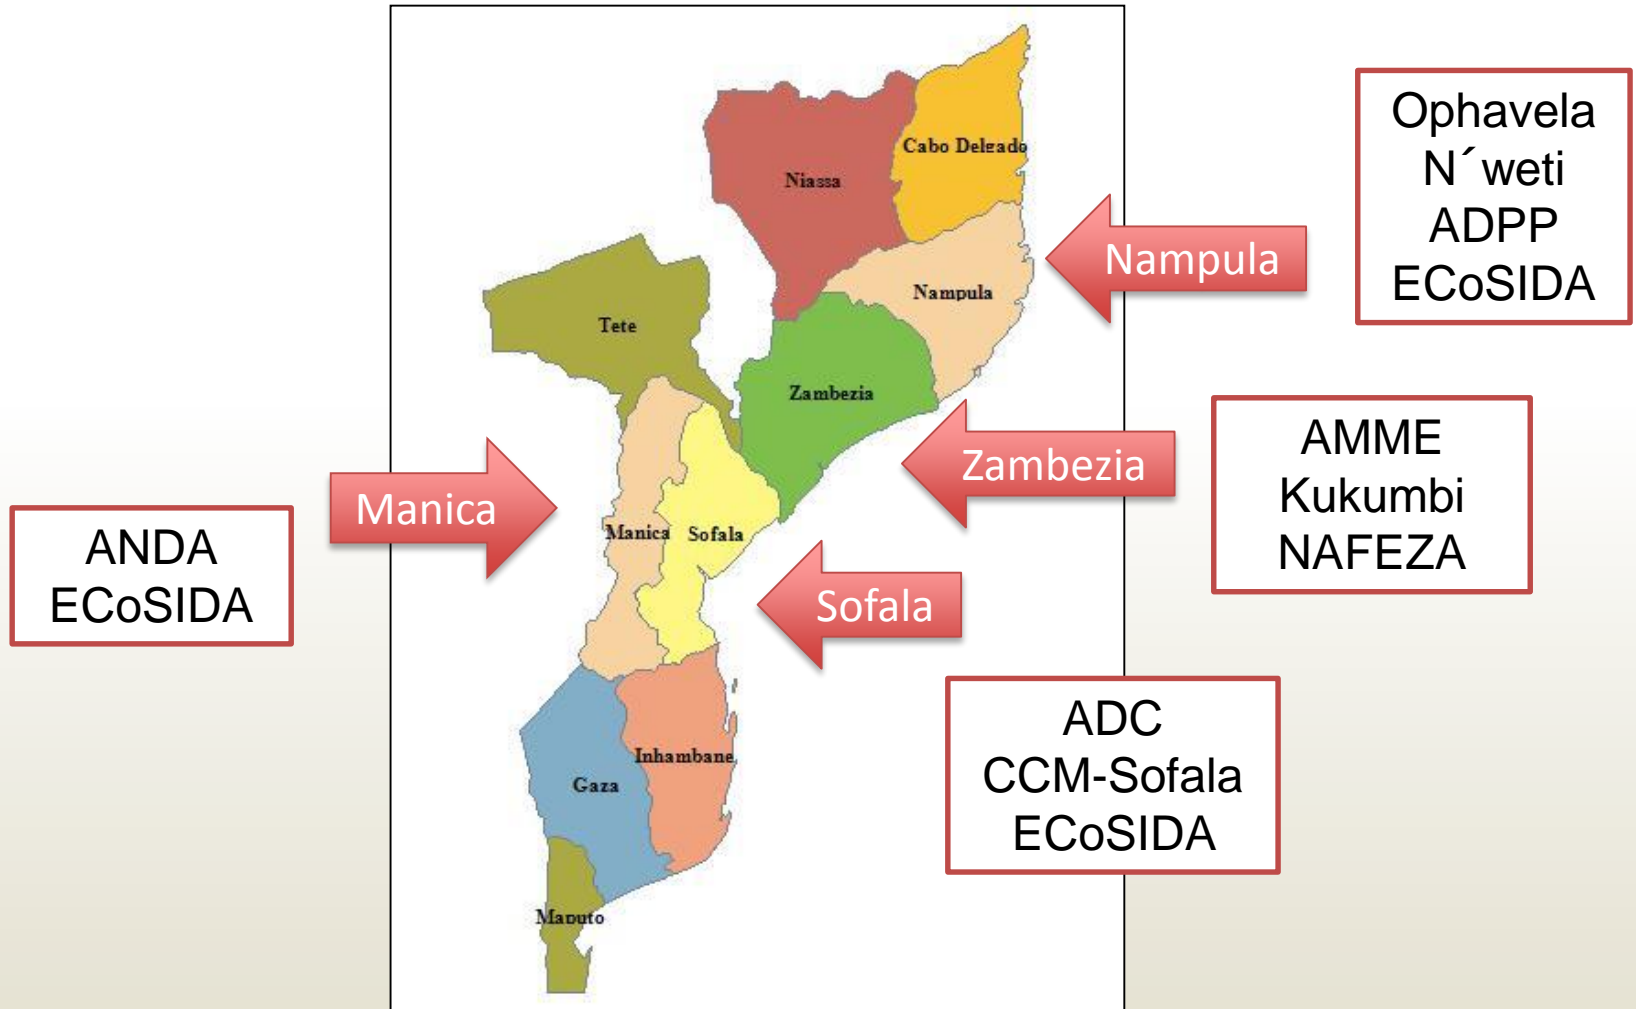 Cabo Delgado
Niassa
Nampula
Tete
Zambezia
Manica
Sofala
Inhambane
Gaza
Maputo
Nampula
Ophavela
N´weti
ADPP
ECoSIDA
Zambezia
AMME
Kukumbi
NAFEZA
Manica
ANDA
ECoSIDA
Sofala
ADC
CCM-Sofala
ECoSIDA